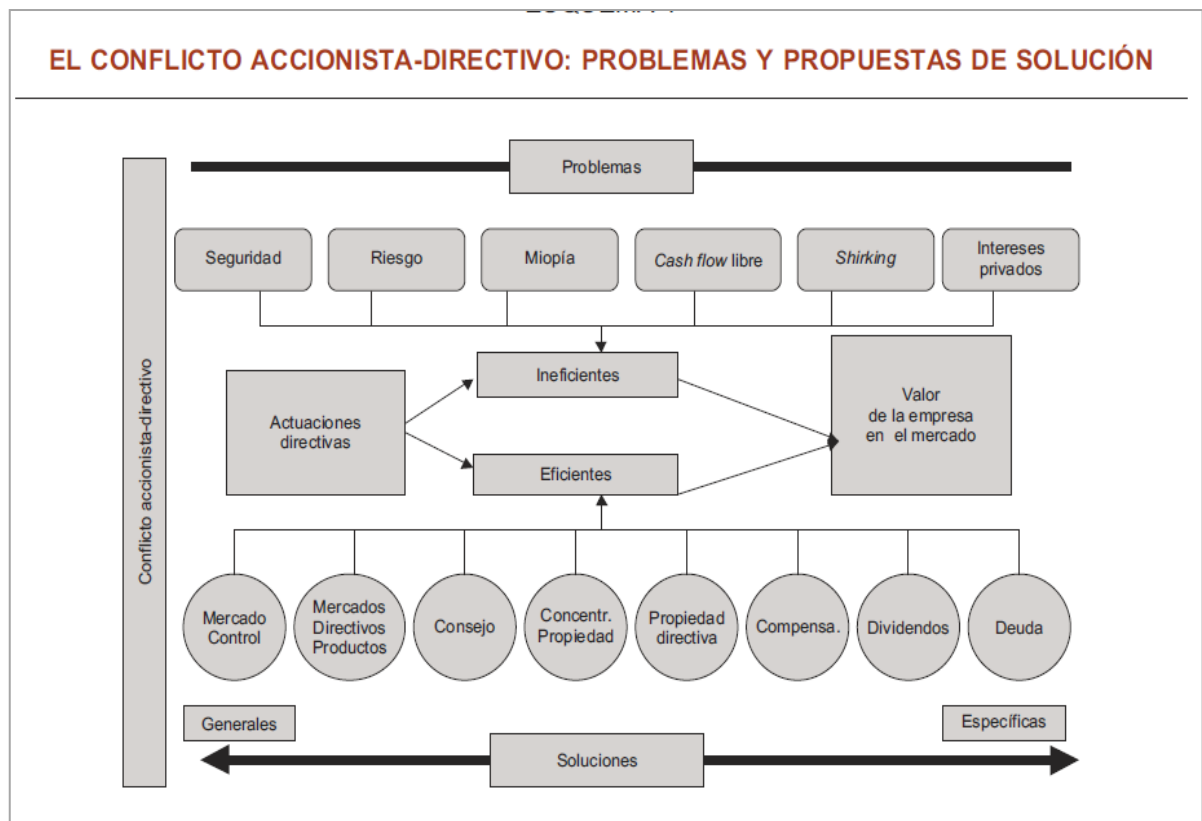 EL CONFLICTO ACCIONISTA-DIRECTIVO: PROBLEMAS Y PROPUESTAS DE SOLUCIÓN
Problemas
Seguridad
Riesgo
Miopía
Cash flow libre
Shirking
Intereses
privados
Conflicto accionista-directivo
Actuaciones
directivas
Ineficientes
Eficientes
Valor
de la empresa
en el mercado
Mercado
Control
Mercados
Directivos
Productos
Consejo
Concentr.
Propiedad
Propiedad
directiva
Compensa.
Dividendos
Deuda
Generales
Específicas
Soluciones